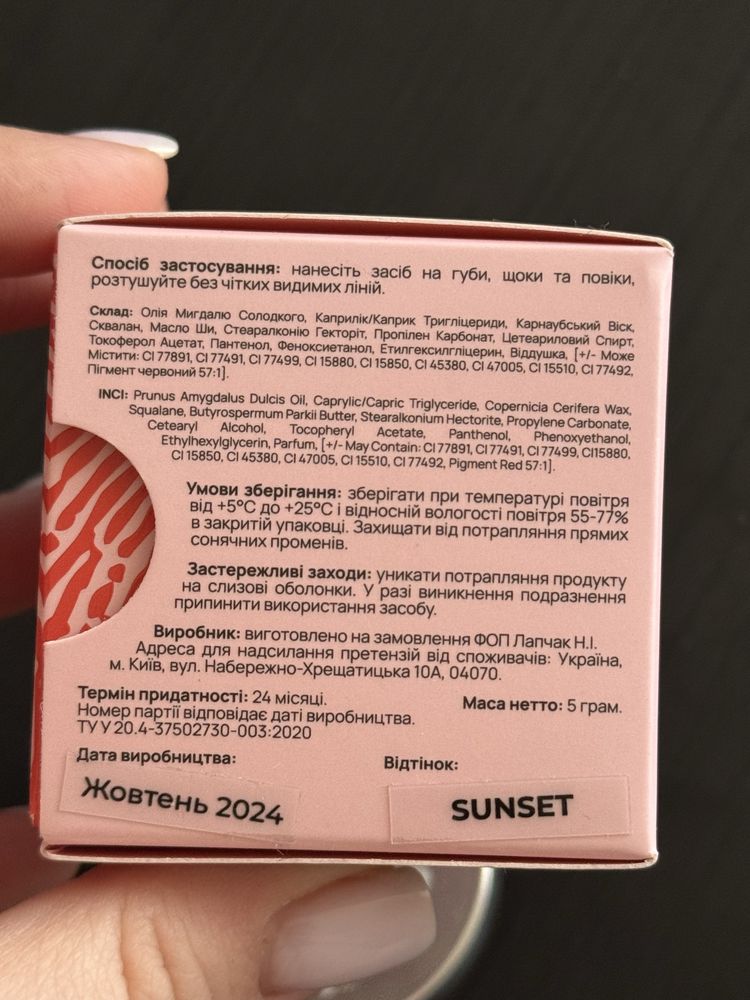 Спосіб застосування: нанесіть засіб на губи, щоки та повіки,
розтушуйте без чітких видимих ліній.
Склад: Олія Мигдалю Солодкого, Каприлік/Каприк Тригліцериди, Карнаубський Віск,
Сквалан, Масло Ши, Стеаралконію Гекторіт, Пропілен Карбонат, Цетеариловий Спирт,
Токоферол Ацетат, Пантенол, Феноксиетанол, Етилгексилгліцерин, Віддушка, [+/- Може
Містити: CI 77891, CI 77491, CI 77499, CI 15880, CI 15850, CI 45380, CI 47005, CI 15510, CI 77492,
Пігмент червоний 57:1].
INCI: Prunus Amygdalus Dulcis Oil, Caprylic/Capric Triglyceride, Copernicia Cerifera Wax,
Squalane, Butyrospermum Parkii Butter, Stearalkonium Hectorite, Propylene Carbonate,
Cetearyl Alcohol, Tocopheryl Acetate, Panthenol, Phenoxyethanol,
Ethylhexylglycerin, Parfum, [+/- May Contain: CI 77891, CI 77491, CI 77499, CI15880,
CI 15850, CI 45380, CI 47005, CI 15510, CI 77492, Pigment Red 57:1].
Умови зберігання: зберігати при температурі повітря
від +5°C до +25°C і відносній вологості повітря 55-77%
в закритій упаковці. Захищати від потрапляння прямих
сонячних променів.
Застережливі заходи: уникати потрапляння продукту
на слизові оболонки. У разі виникнення подразнення
припинити використання засобу.
Виробник: виготовлено на замовлення ФОП Лапчак Н.І.
Адреса для надсилання претензій від споживачів: Україна,
м. Київ, вул. Набережно-Хрещатицька 10А, 04070.
Термін придатності: 24 місяці.
Маса нетто: 5 грам.
Номер партії відповідає даті виробництва.
ТУ У 20.4-37502730-003:2020
Дата виробництва:
Відтінок:
Жовтень 2024
SUNSET